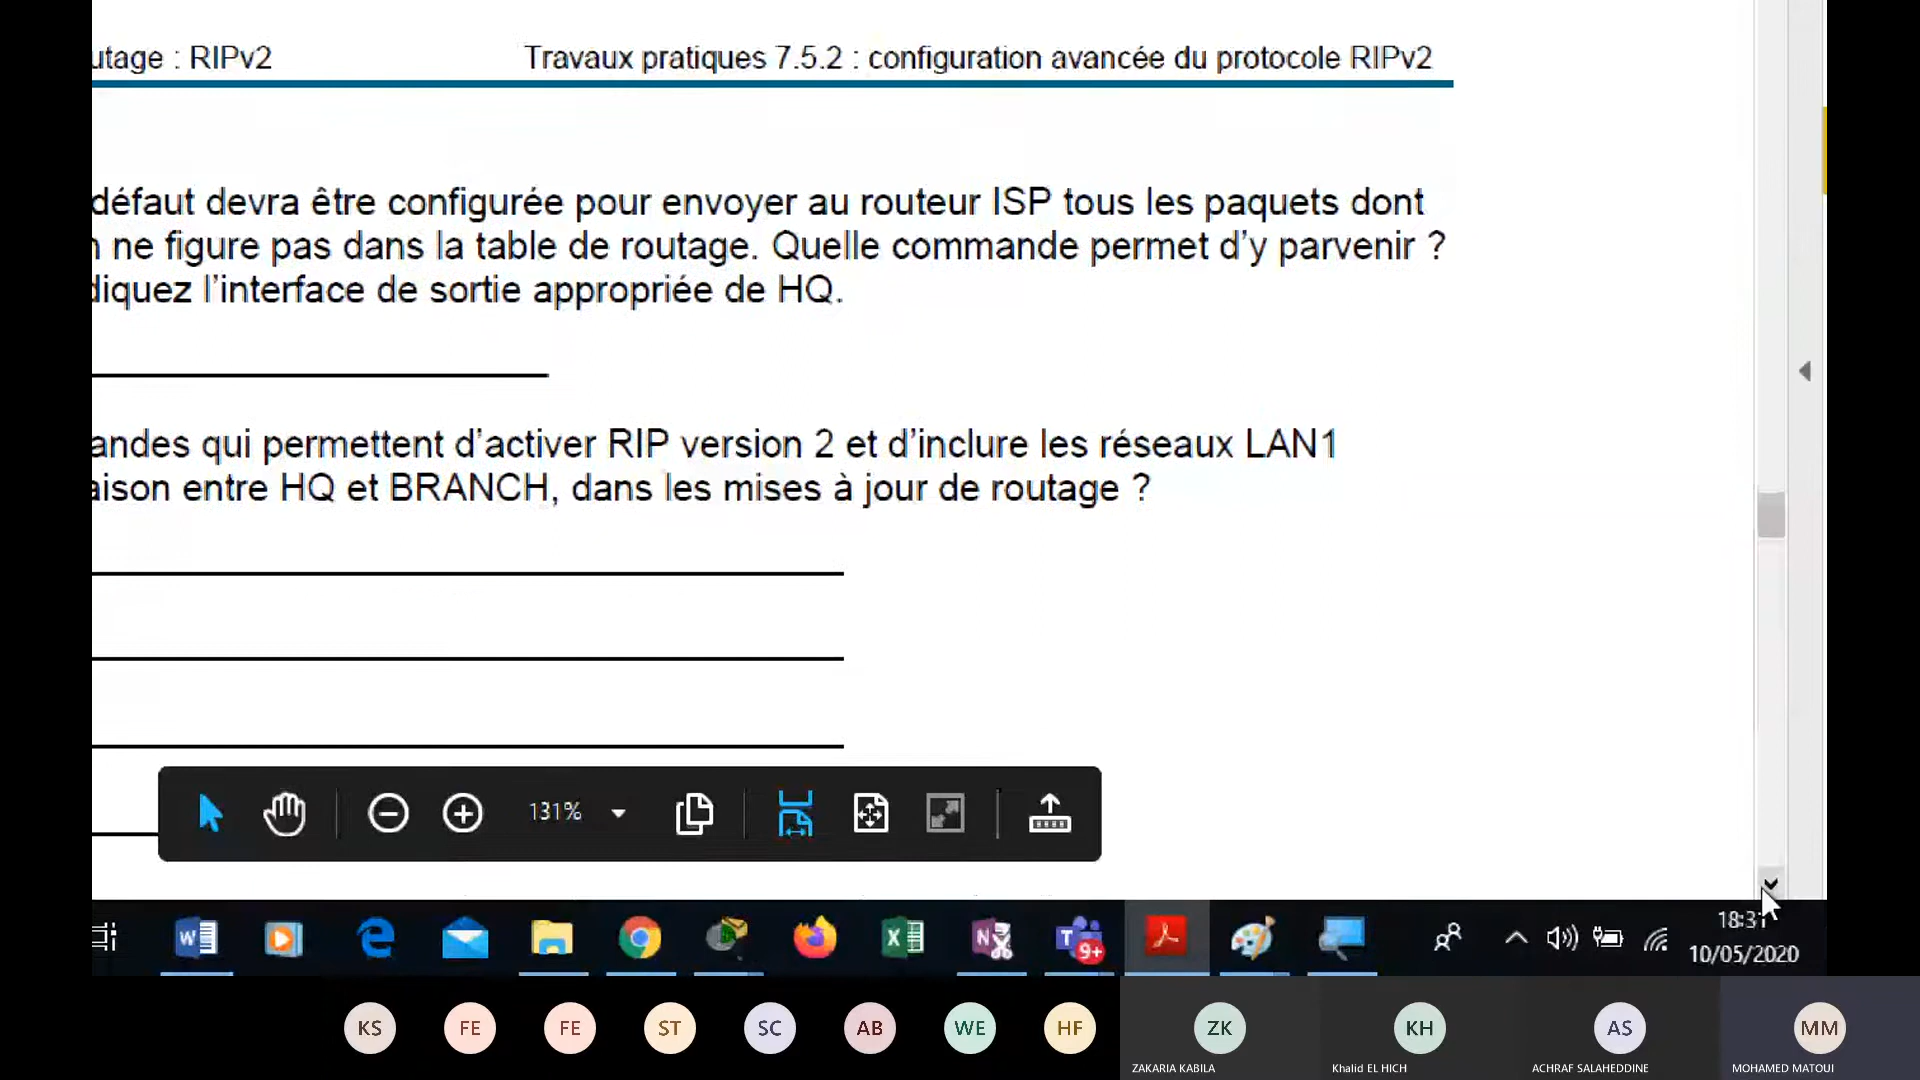 utage : RIPv2 Travaux pratiques 7.5.2 : configuration avancée du protocole RIPv2
défaut devra être configurée pour envoyer au routeur ISP tous les paquets dont
n ne figure pas dans la table de routage. Quelle commande permet d'y parvenir ?
diquez l'interface de sortie appropriée de HQ.
andes qui permettent d'activer RIP version 2 et d'inclure les réseaux LAN1
aison entre HQ et BRANCH, dans les mises à jour de routage ?
131%
9+
18:31
10/05/2020
KS FE FE ST SC AB WE HF ZK KH AS MM
ZAKARIA KABILA Khalid EL HICH ACHRAF SALAHEDDINE MOHAMED MATOUI